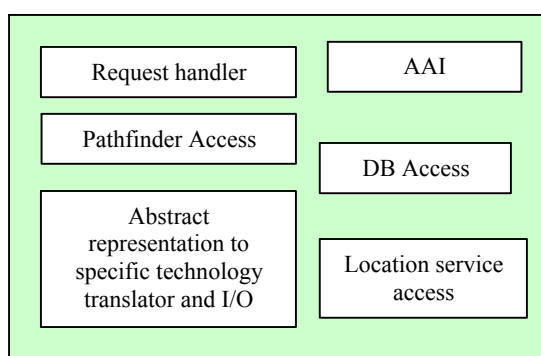 Request handler
AAI
Pathfinder Access
DB Access
Abstract
representation to
specific technology
translator and I/O
Location service
access